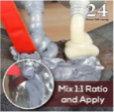 24
Mix 1:1 Ratio
and Apply